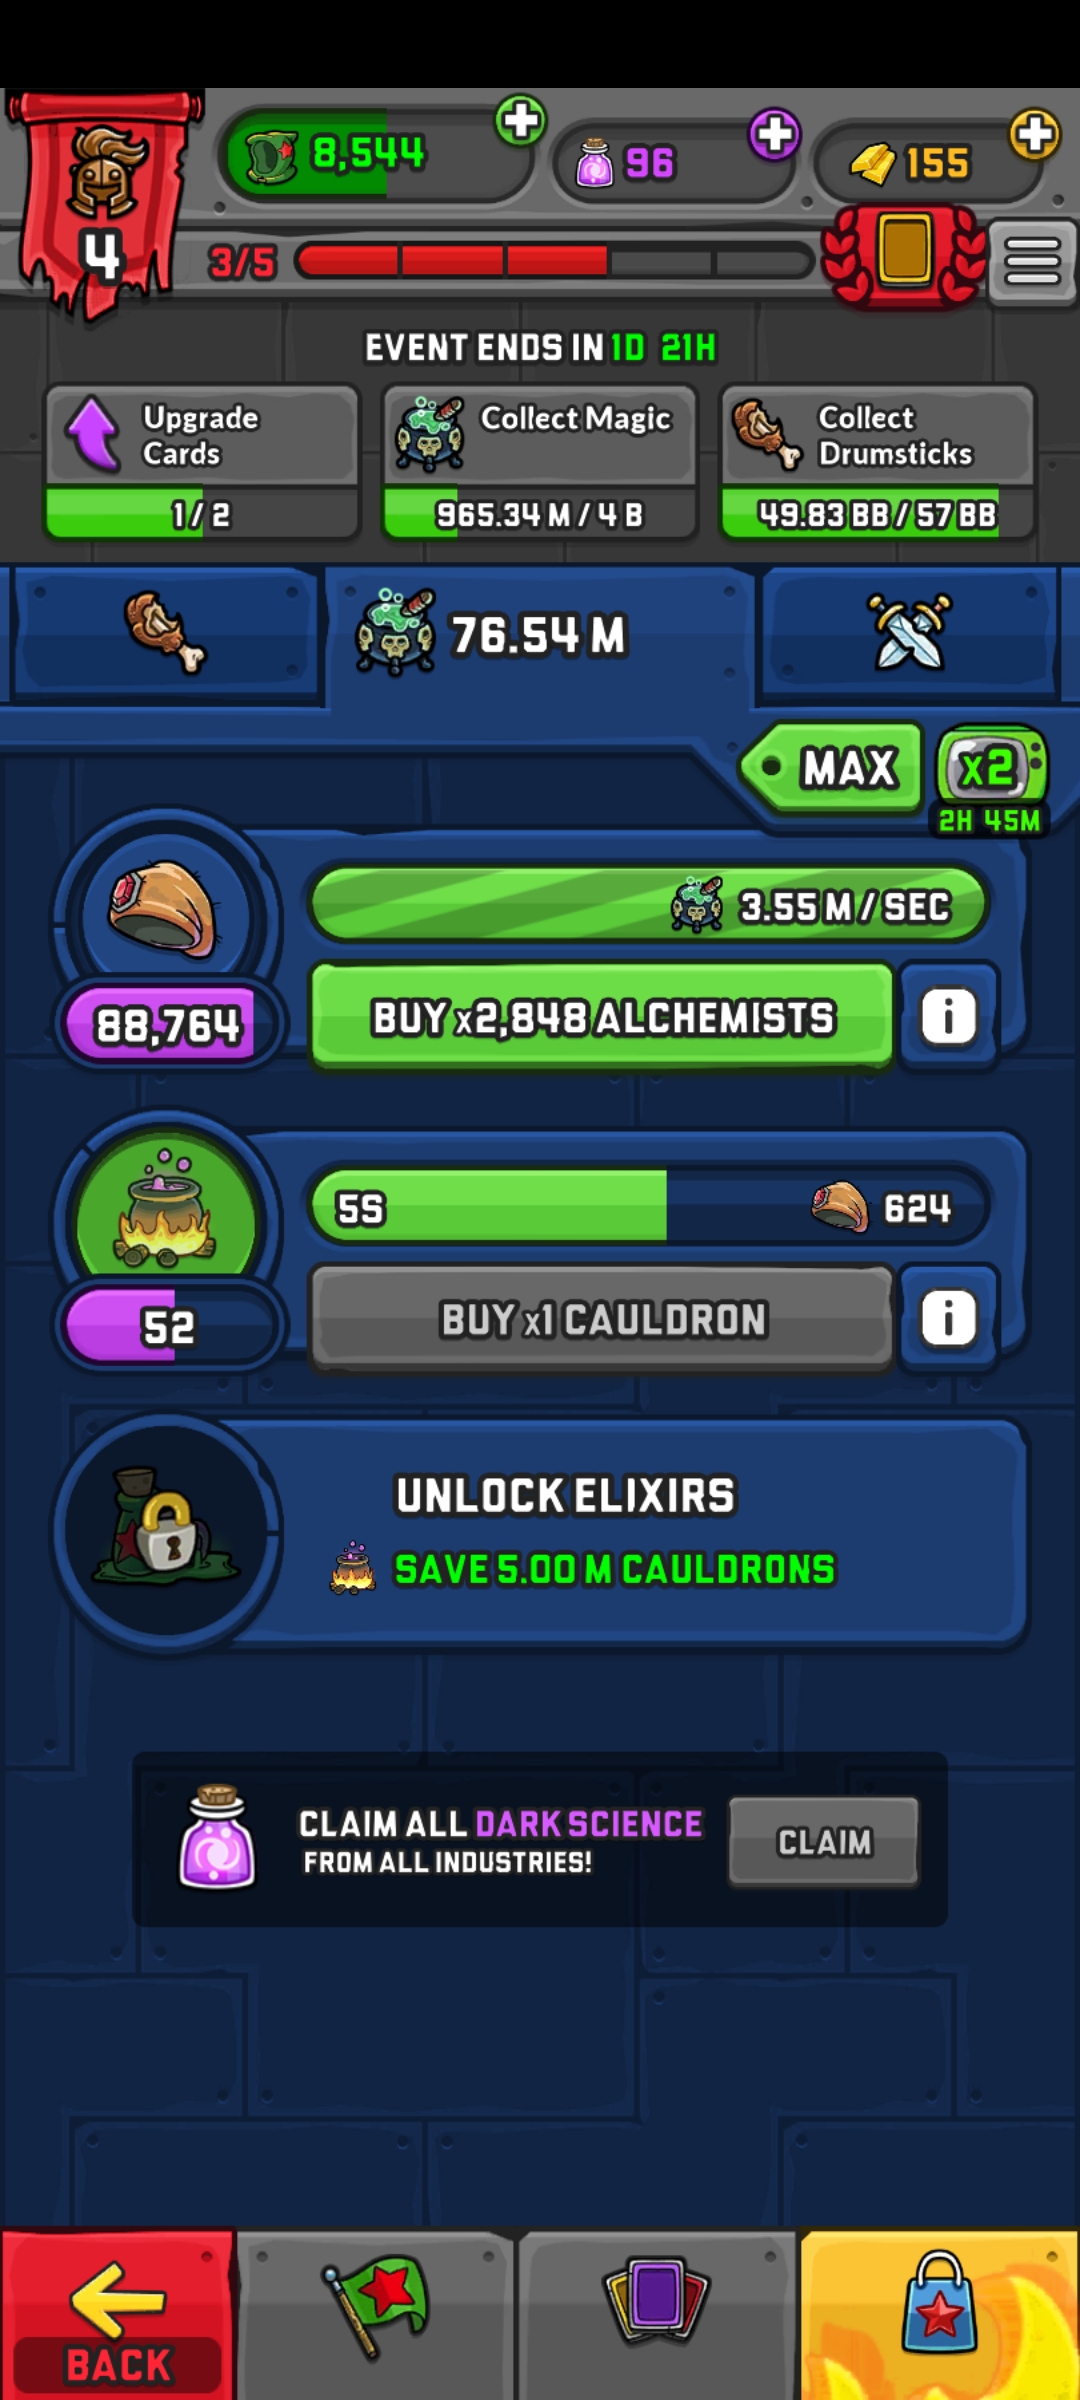 8,544
96
155
4
3/5
EVENT ENDS IN 1D 21H
Upgrade
Cards
1/2
Collect Magic
965.34 M / 4 B
Collect
Drumsticks
49.83 BB / 57 BB
76.54 M
MAX
x2
2H 45M
3.55 M / SEC
88,764
BUY x2,848 ALCHEMISTS
i
5S
624
52
BUY x1 CAULDRON
i
UNLOCK ELIXIRS
SAVE 5.00 M CAULDRONS
CLAIM ALL DARK SCIENCE
FROM ALL INDUSTRIES!
CLAIM
BACK